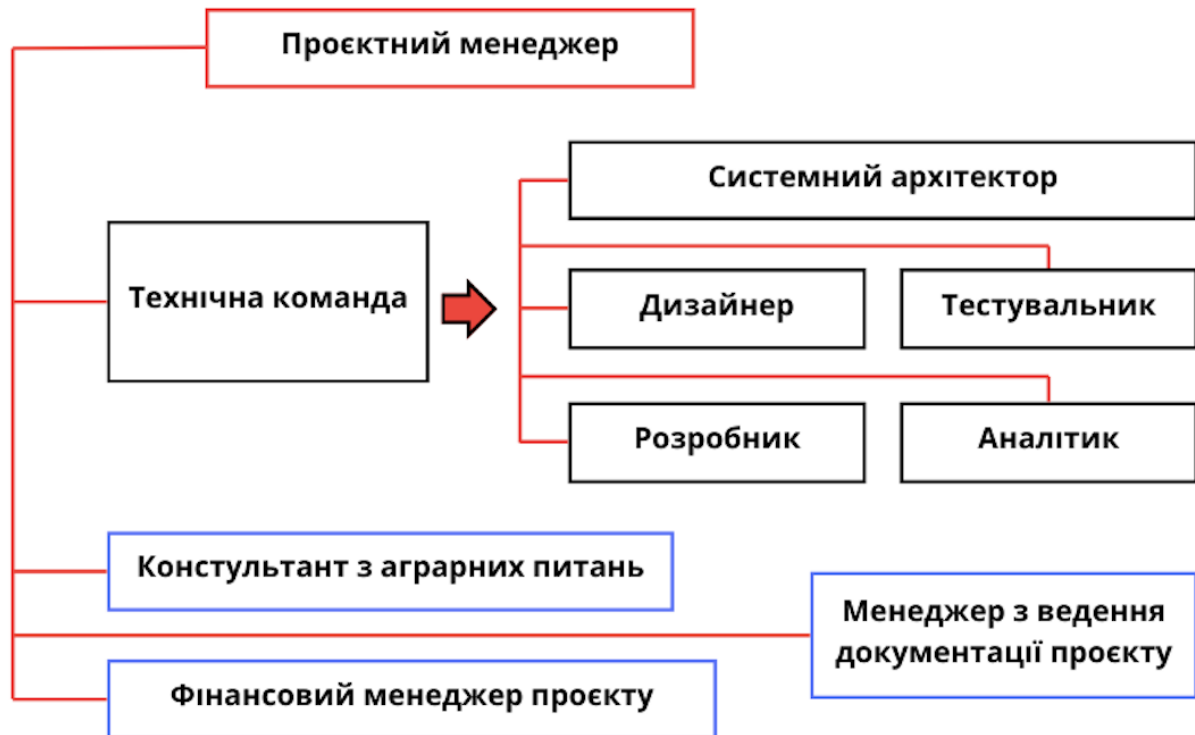 Проєктний менеджер
Системний архітектор
Технічна команда
Дизайнер
Тестувальник
Розробник
Аналітик
Констультант з аграрних питань
Менеджер з ведення
документації проєкту
Фінансовий менеджер проєкту